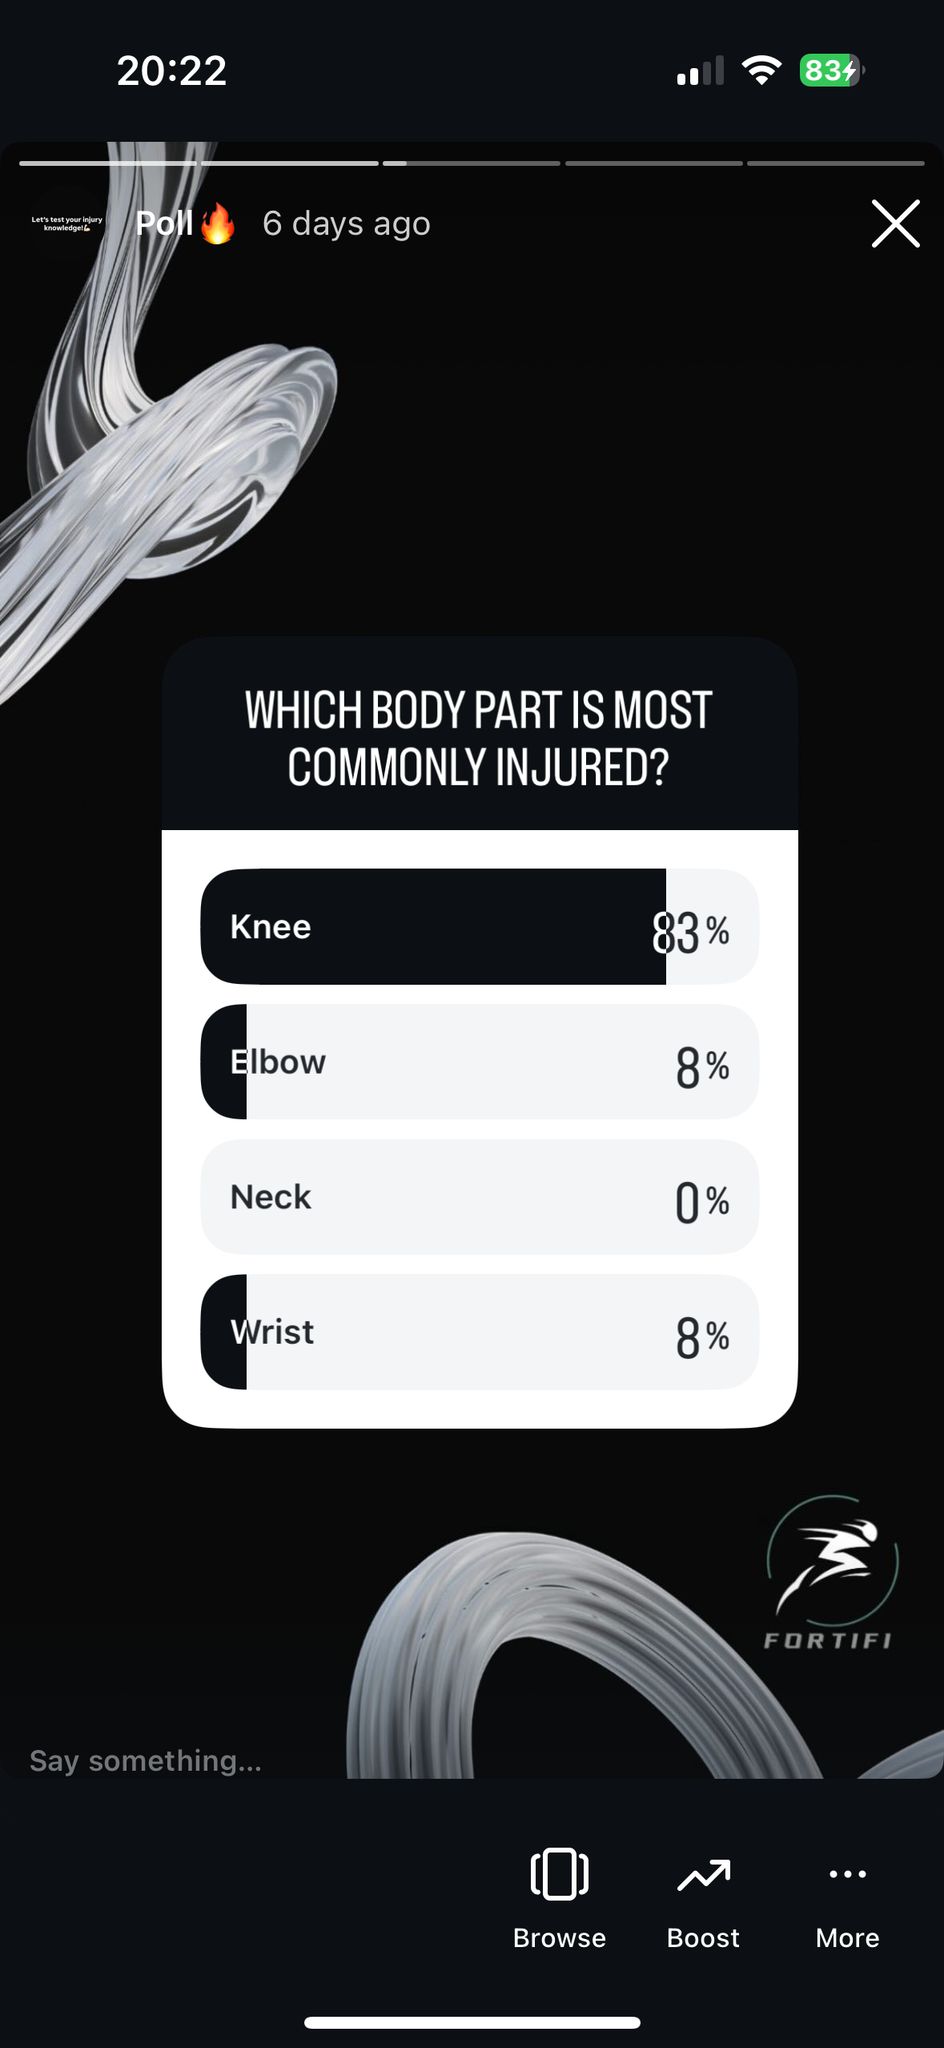 20:22
83
Let's test your injury
knowledge!💪
Poll🔥 6 days ago
WHICH BODY PART IS MOST
COMMONLY INJURED?
Knee 83%
Elbow 8%
Neck 0%
Wrist 8%
FORTIFI
Say something...
Browse Boost More